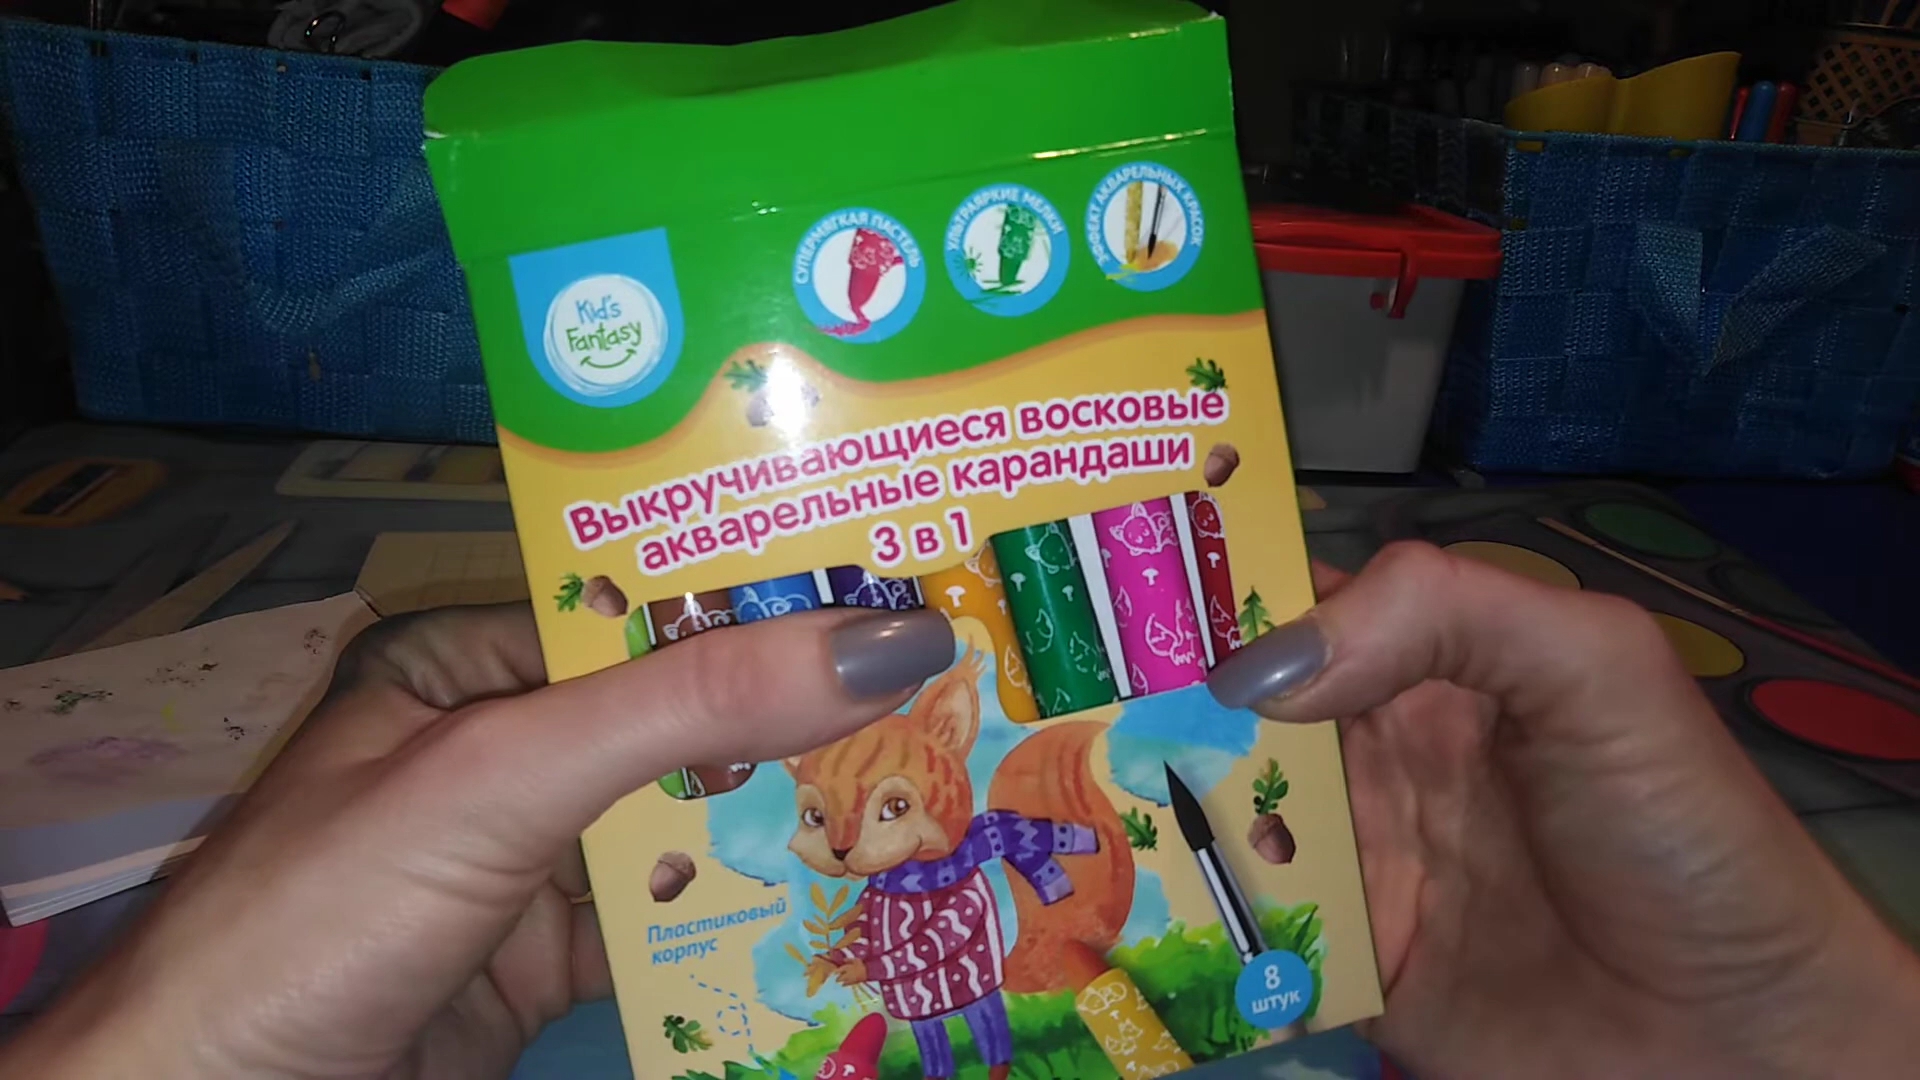 СУПЕРМЯГКАЯ ПАСТЕЛЬ
УЛЬТРАЯРКИЕ МЕЛКИ
ЭФФЕКТ АКВАРЕЛЬНЫХ КРАСОК
Kid's
Fantasy
Выкручивающиеся восковые
акварельные карандаши
3 в 1
Пластиковый
корпус
8
штук